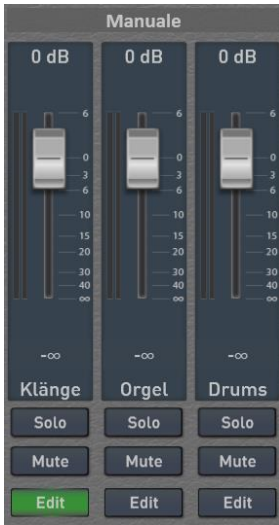 Manuale
0 dB 0 dB 0 dB
6 6 6
0 0 0
3 3 3
6 6 6
10 10 10
15 15 15
20 20 20
30 30 30
40 40 40
∞ ∞ ∞
-∞ -∞ -∞
Klänge Orgel Drums
Solo Solo Solo
Mute Mute Mute
Edit Edit Edit